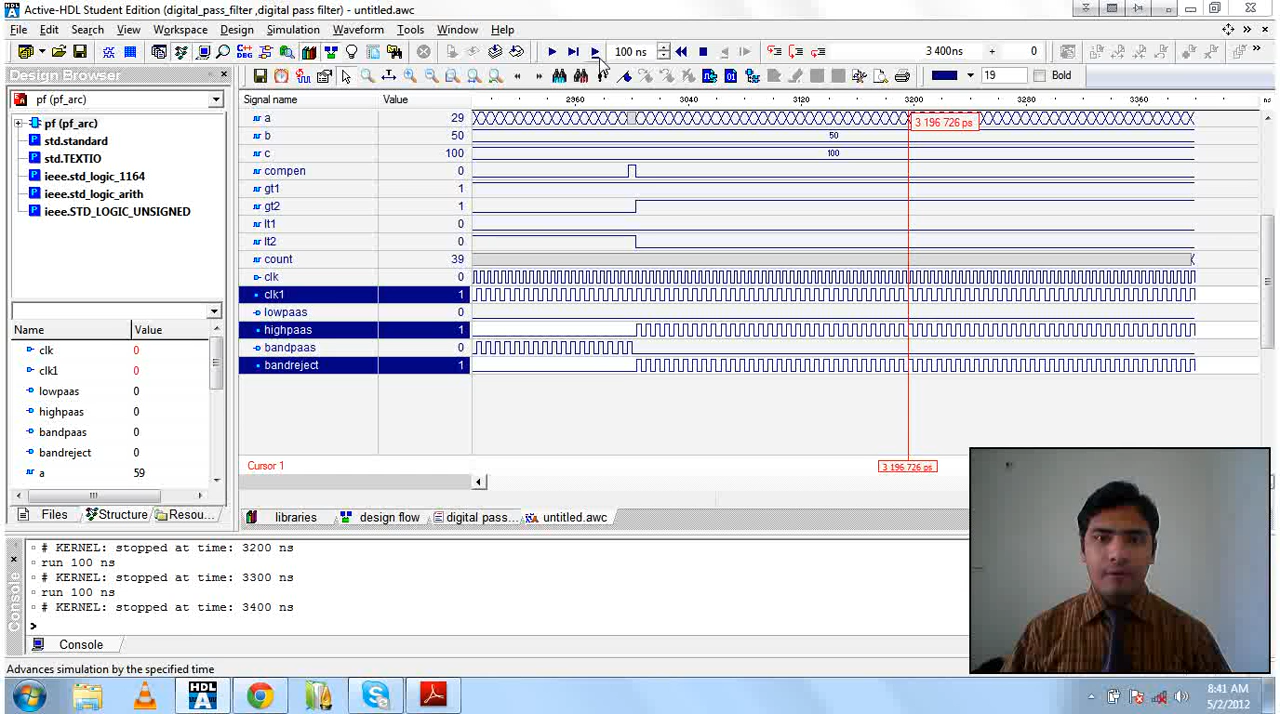 Active-HDL Student Edition (digital_pass_filter ,digital pass filter) - untitled.awc
File Edit Search View Workspace Design Simulation Waveform Tools Window Help
100 ns 3 400ns + 0
Design Browser
19 Bold
pf (pf_arc)
pf (pf_arc)
std.standard
std.TEXTIO
ieee.std_logic_1164
ieee.std_logic_arith
ieee.STD_LOGIC_UNSIGNED
Name Value
clk 0
clk1 0
lowpaas 0
highpaas 0
bandpaas 0
bandreject 0
a 59
Files Structure Resou...
Signal name Value 2960 3040 3120 3200 3280 3360 ns
a 29 3 196 726 ps
b 50 50
c 100 100
compen 0
gt1 1
gt2 1
lt1 0
lt2 0
count 39
clk 0
clk1 1
lowpaas 0
highpaas 1
bandpaas 0
bandreject 1
Cursor 1 3 196 726 ps
libraries design flow digital pass... untitled.awc
# KERNEL: stopped at time: 3200 ns
run 100 ns
# KERNEL: stopped at time: 3300 ns
run 100 ns
# KERNEL: stopped at time: 3400 ns
>
Console
Console
Advances simulation by the specified time
HDL
8:41 AM
5/2/2012